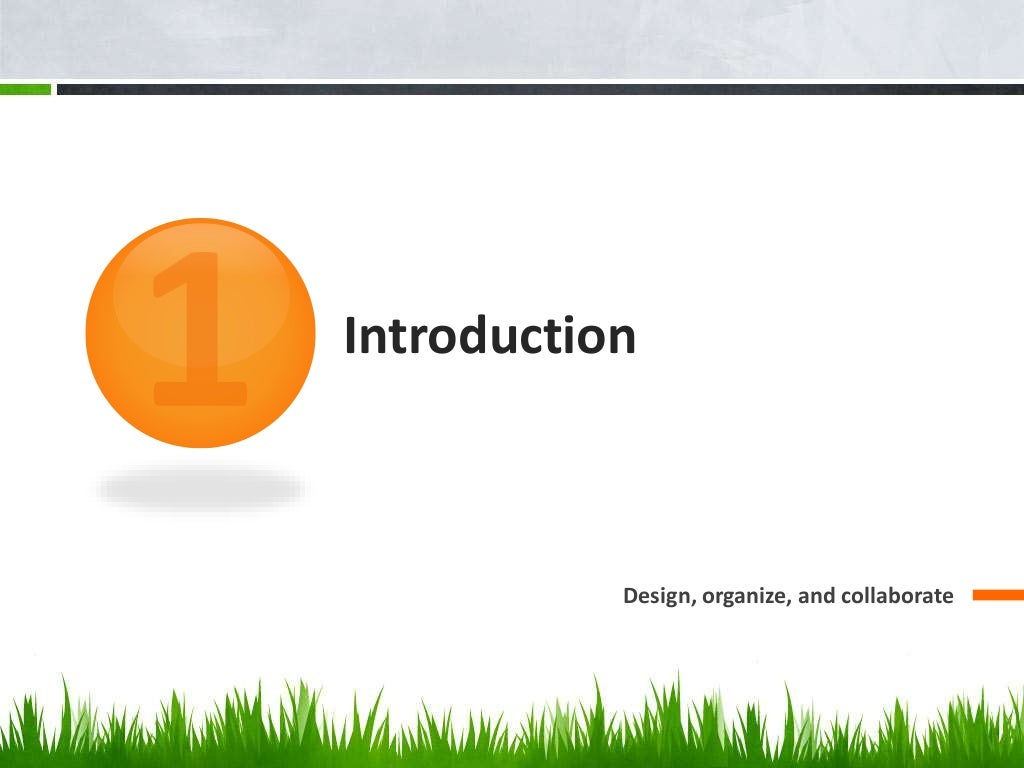 1
Introduction
Design, organize, and collaborate